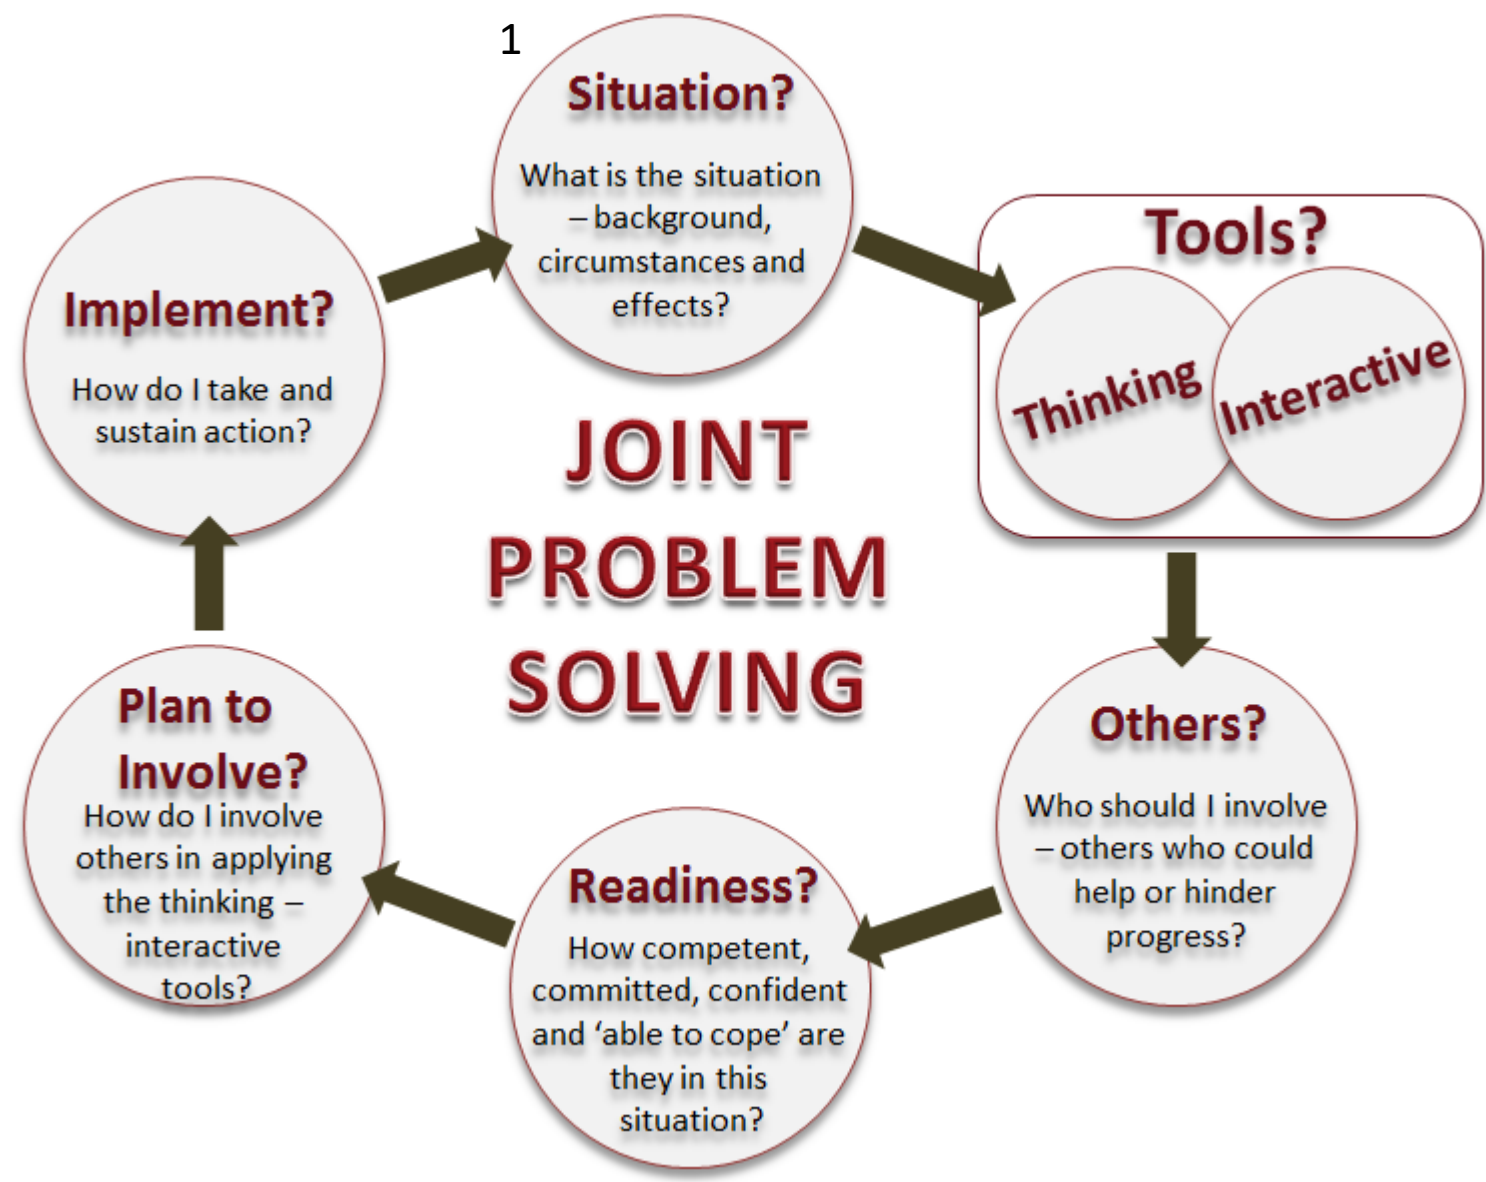 1
Situation?
What is the situation
– background,
circumstances and
effects?
Tools?
Thinking
Interactive
Others?
Who should I involve
– others who could
help or hinder
progress?
Readiness?
How competent,
committed, confident
and ‘able to cope’ are
they in this
situation?
Plan to
Involve?
How do I involve
others in applying
the thinking –
interactive
tools?
Implement?
How do I take and
sustain action?
JOINT
PROBLEM
SOLVING